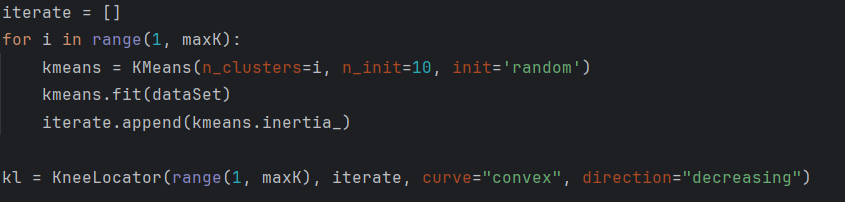 iterate = []
for i in range(1, maxK):
    kmeans = KMeans(n_clusters=i, n_init=10, init='random')
    kmeans.fit(dataSet)
    iterate.append(kmeans.inertia_)
kl = KneeLocator(range(1, maxK), iterate, curve="convex", direction="decreasing")